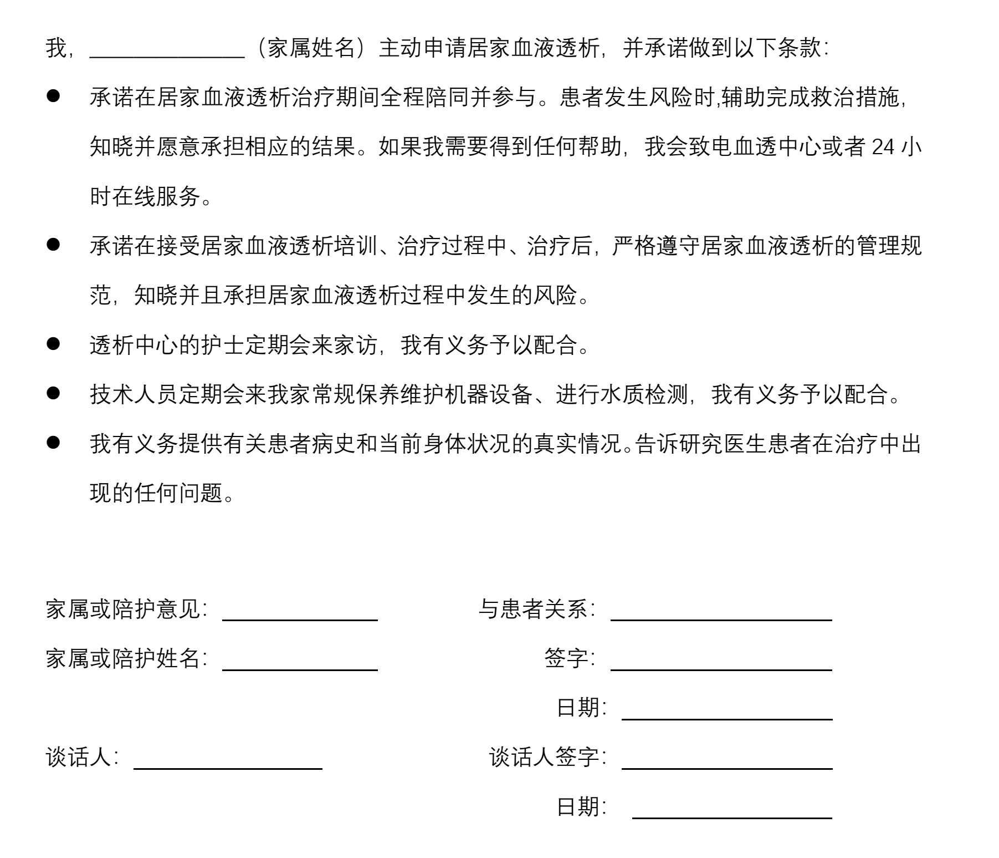 我，______________（家属姓名）主动申请居家血液透析，并承诺做到以下条款：
● 承诺在居家血液透析治疗期间全程陪同并参与。患者发生风险时,辅助完成救治措施，
知晓并愿意承担相应的结果。如果我需要得到任何帮助，我会致电血透中心或者 24 小
时在线服务。
● 承诺在接受居家血液透析培训、治疗过程中、治疗后，严格遵守居家血液透析的管理规
范，知晓并且承担居家血液透析过程中发生的风险。
● 透析中心的护士定期会来家访，我有义务予以配合。
● 技术人员定期会来我家常规保养维护机器设备、进行水质检测，我有义务予以配合。
● 我有义务提供有关患者病史和当前身体状况的真实情况。告诉研究医生患者在治疗中出
现的任何问题。
家属或陪护意见：______________ 与患者关系：____________________
家属或陪护姓名：______________ 签字：____________________
日期：___________________
谈话人：_________________ 谈话人签字：___________________
日期：__________________